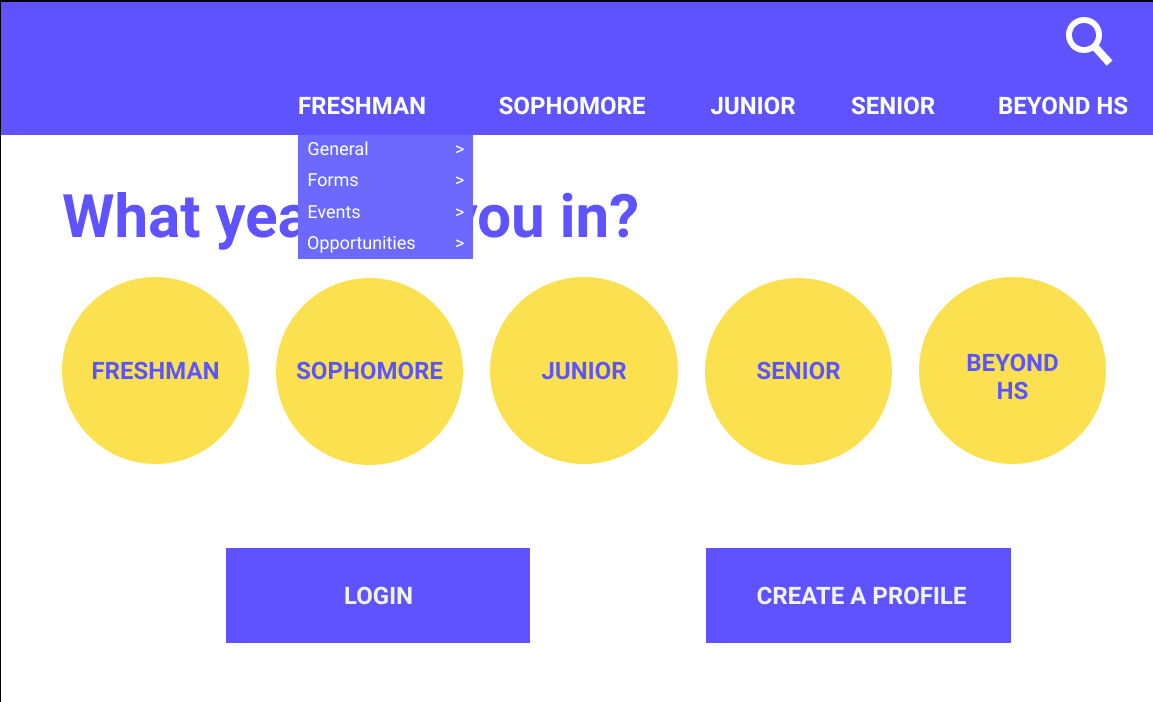 FRESHMAN SOPHOMORE JUNIOR SENIOR BEYOND HS
General >
Forms >
Events >
Opportunities >
What yea ou in?
FRESHMAN SOPHOMORE JUNIOR SENIOR BEYOND HS
LOGIN CREATE A PROFILE